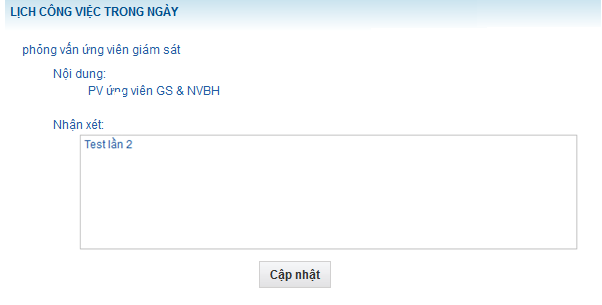 LỊCH CÔNG VIỆC TRONG NGÀY
phỏng vấn ứng viên giám sát
Nội dung:
PV ứng viên GS & NVBH
Nhận xét:
Test lần 2
Cập nhật